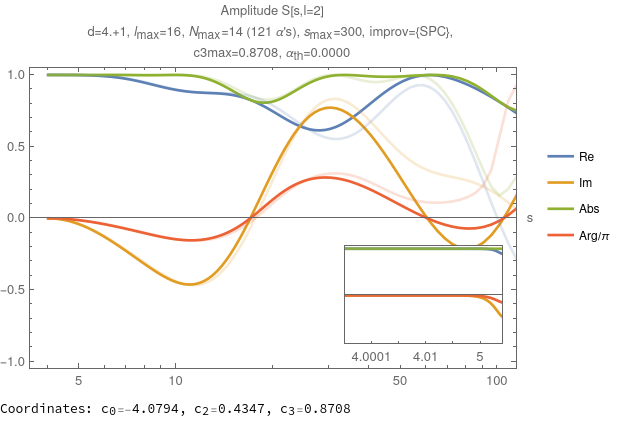 Amplitude S[s,l=2]
d=4.+1, lmax=16, Nmax=14 (121 α's), smax=300, improv={SPC},
c3max=0.8708, αth=0.0000
1.0
0.5
0.0
−0.5
−1.0
5
10
50
100
s
4.0001
4.01
5
Re
Im
Abs
Arg/π
Coordinates: c0=-4.0794, c2=0.4347, c3=0.8708